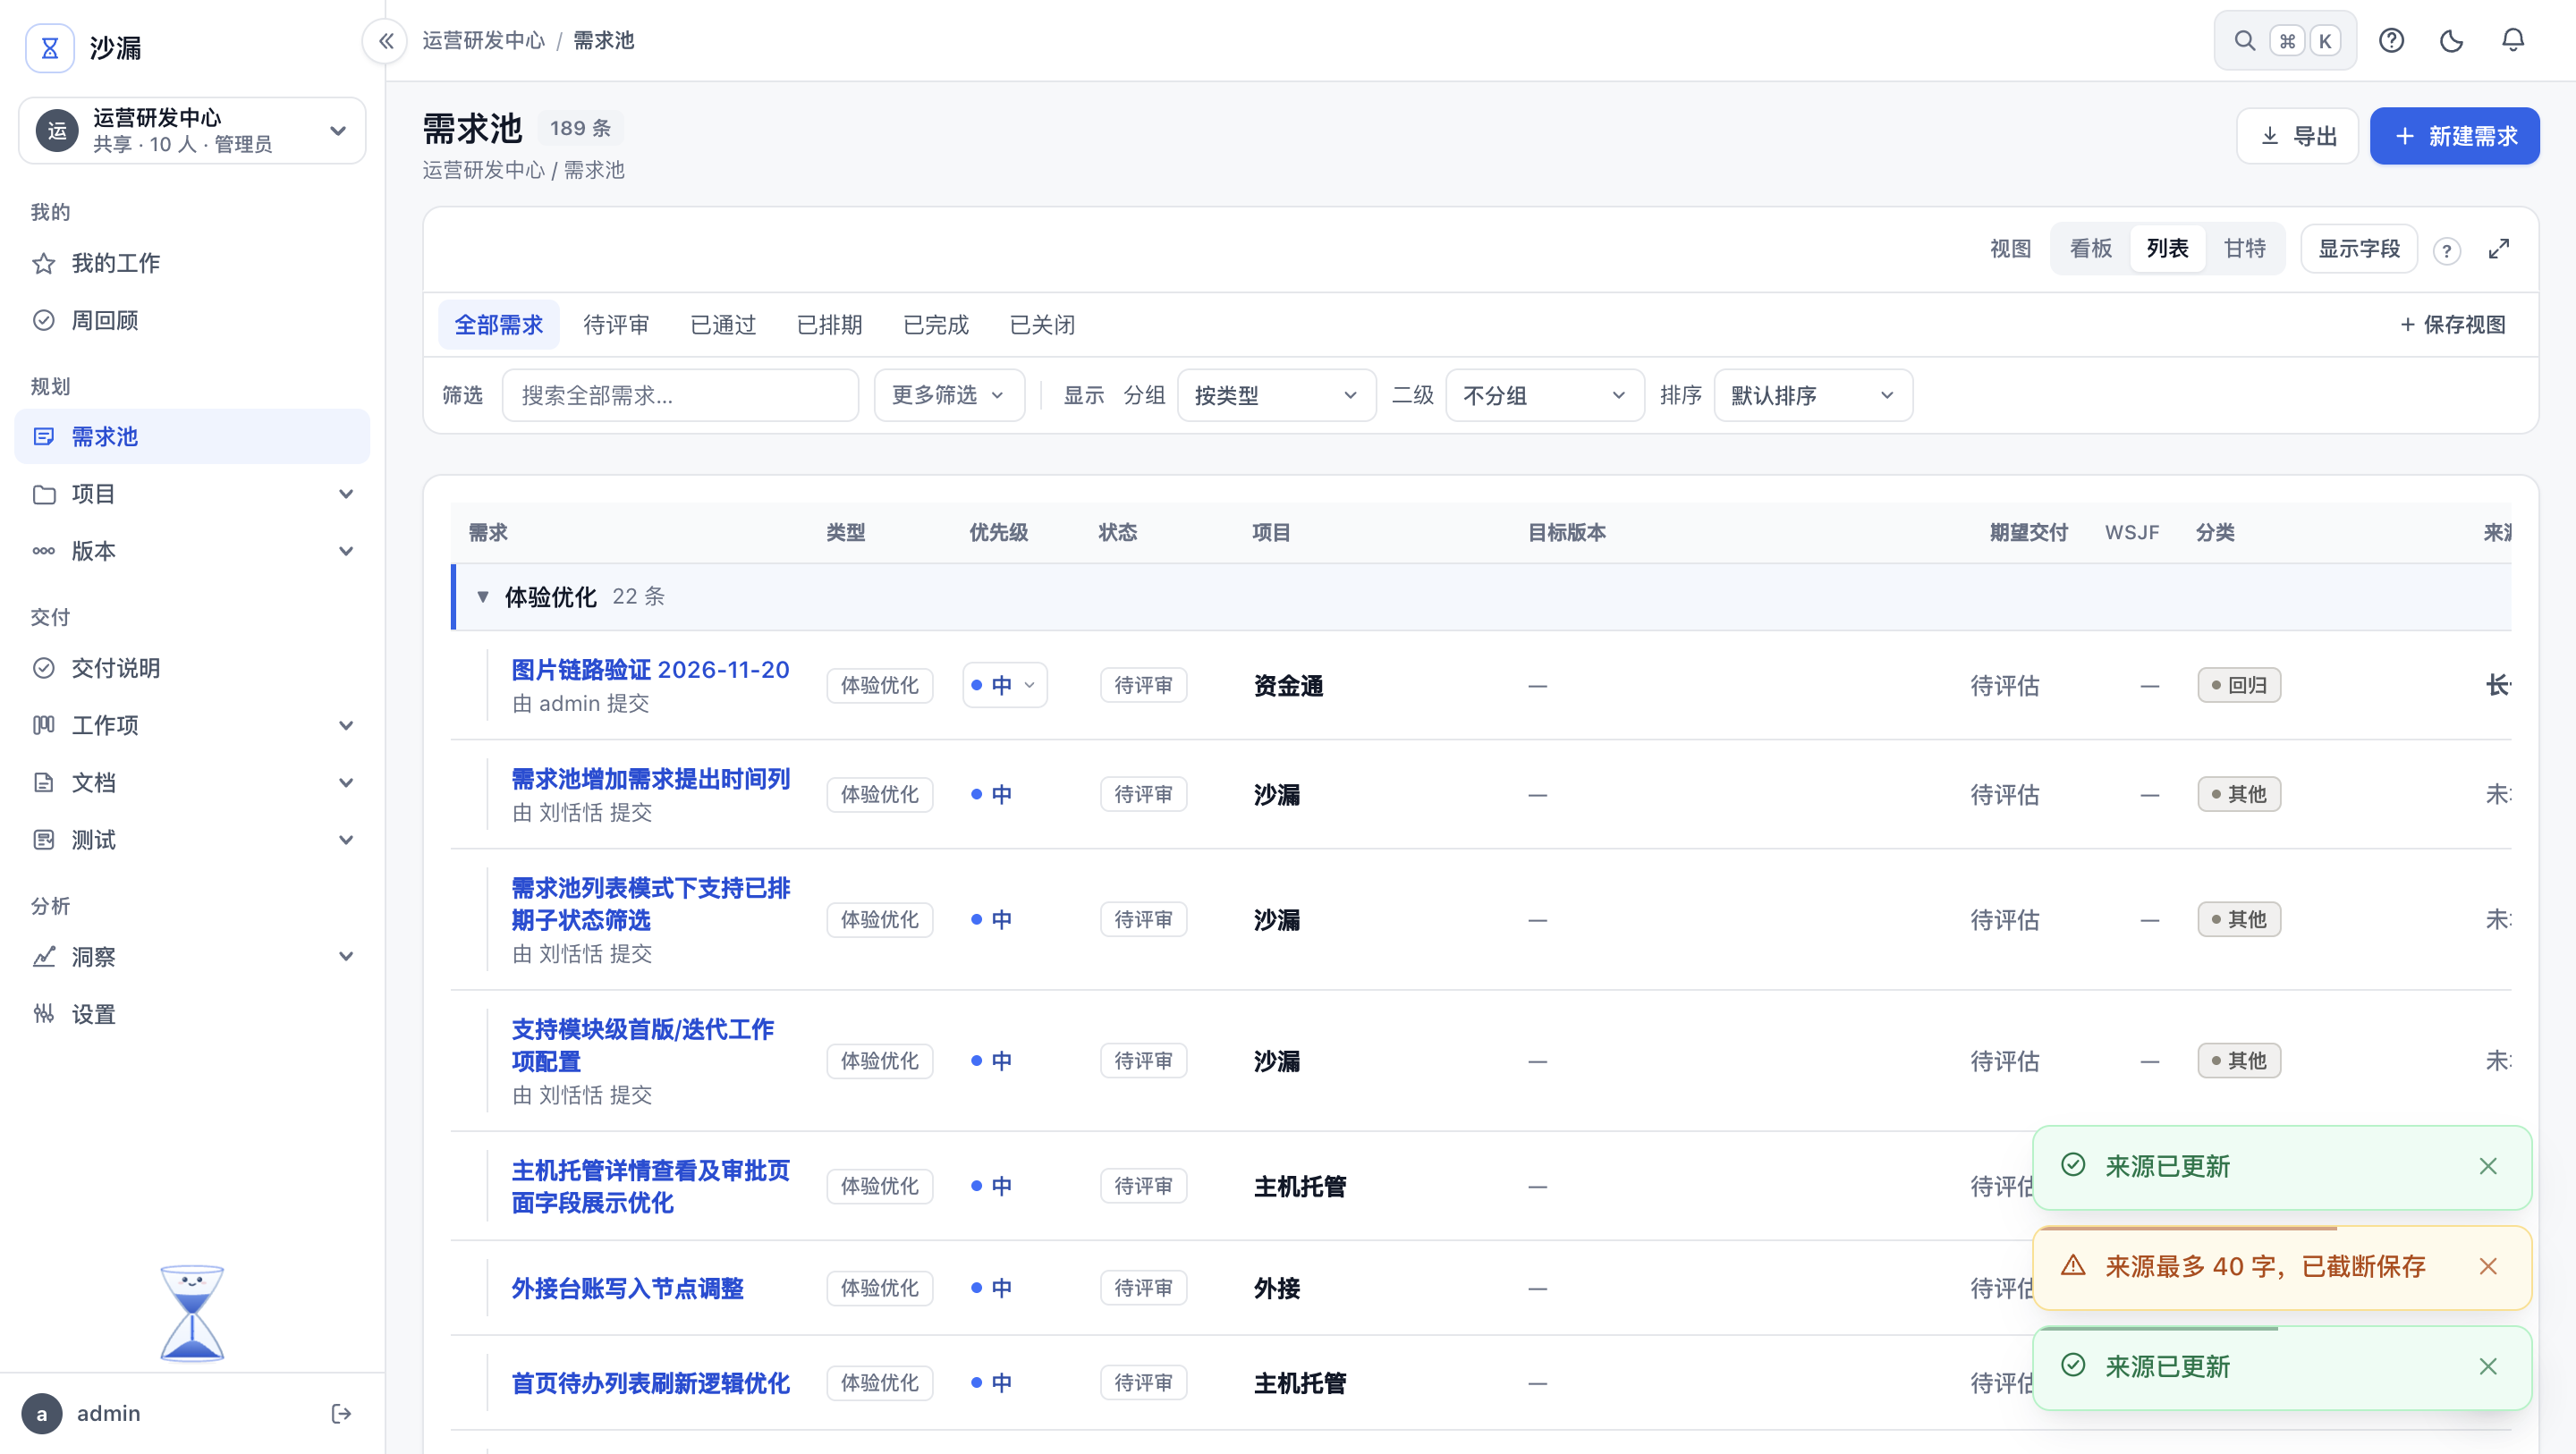 沙漏
运
运营研发中心
共享 · 10 人 · 管理员
我的
我的工作
周回顾
规划
需求池
项目
版本
交付
交付说明
工作项
文档
测试
分析
洞察
设置
a admin
运营研发中心 / 需求池
⌘ K
需求池 189 条
运营研发中心 / 需求池
导出
+ 新建需求
视图 看板 列表 甘特 显示字段 ?
全部需求 待评审 已通过 已排期 已完成 已关闭 + 保存视图
筛选 搜索全部需求... 更多筛选 显示 分组 按类型 二级 不分组 排序 默认排序
需求 类型 优先级 状态 项目 目标版本 期望交付 WSJF 分类 来
体验优化 22 条
图片链路验证 2026-11-20
由 admin 提交
体验优化 中 待评审 资金通 — 待评估 — 回归 长
需求池增加需求提出时间列
由 刘恬恬 提交
体验优化 中 待评审 沙漏 — 待评估 — 其他 未
需求池列表模式下支持已排
期子状态筛选
由 刘恬恬 提交
体验优化 中 待评审 沙漏 — 待评估 — 其他 未
支持模块级首版/迭代工作
项配置
由 刘恬恬 提交
体验优化 中 待评审 沙漏 — 待评估 — 其他 未
主机托管详情查看及审批页
面字段展示优化
体验优化 中 待评审 主机托管 — 待评估
外接台账写入节点调整
体验优化 中 待评审 外接 — 待评估
首页待办列表刷新逻辑优化
体验优化 中 待评审 主机托管 — 待评估
来源已更新
来源最多 40 字，已截断保存
来源已更新